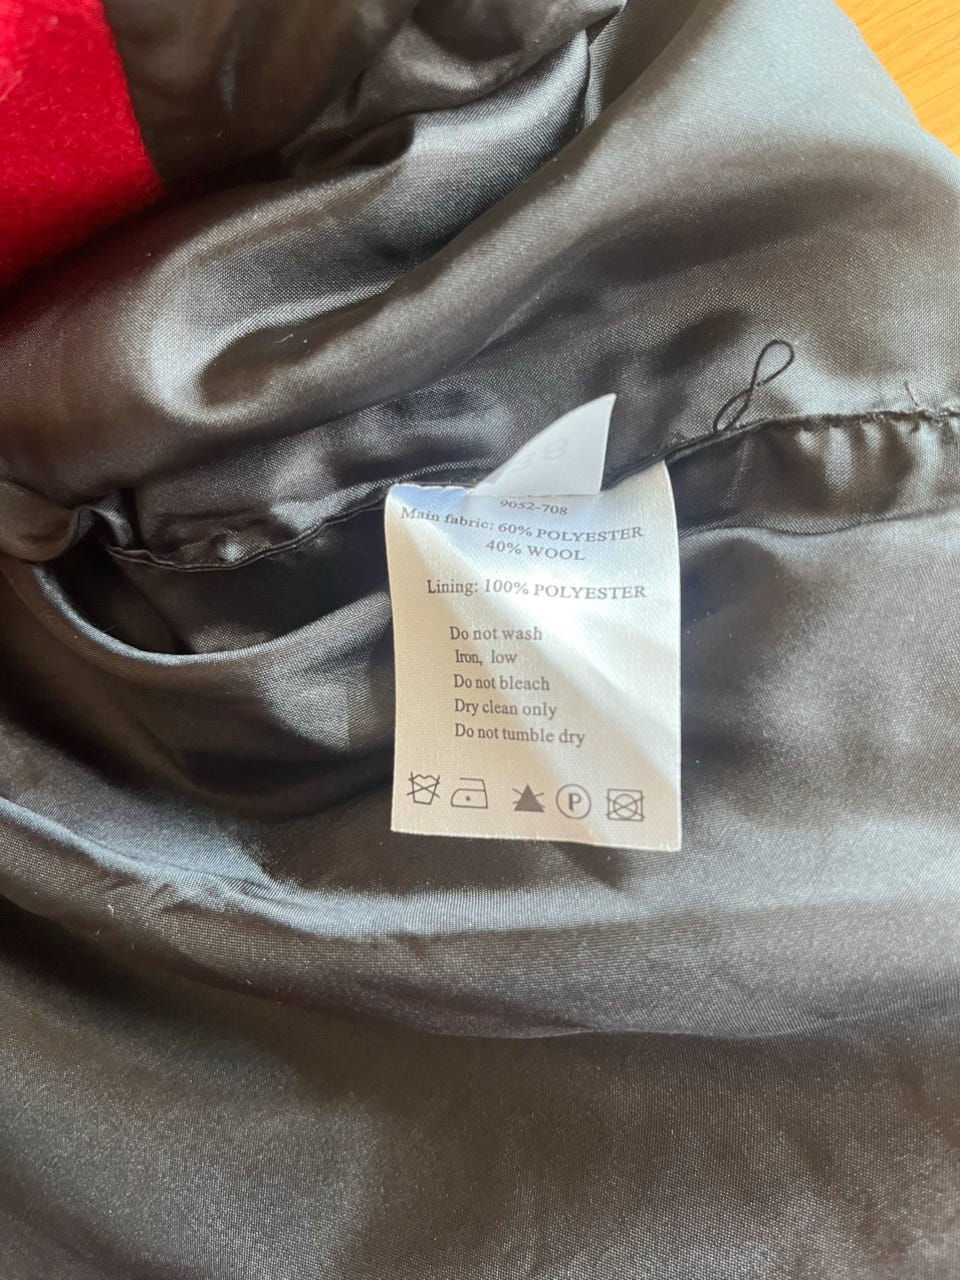 9052-708
Main fabric: 60% POLYESTER
40% WOOL
Lining: 100% POLYESTER
Do not wash
Iron, low
Do not bleach
Dry clean only
Do not tumble dry
P